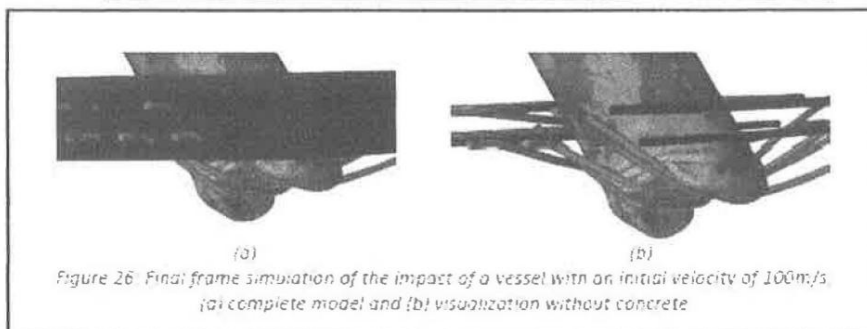 (a) (b)
Figure 26: Final frame simulation of the impact of a vessel with an initial velocity of 100m/s,
(a) complete model and (b) visualization without concrete